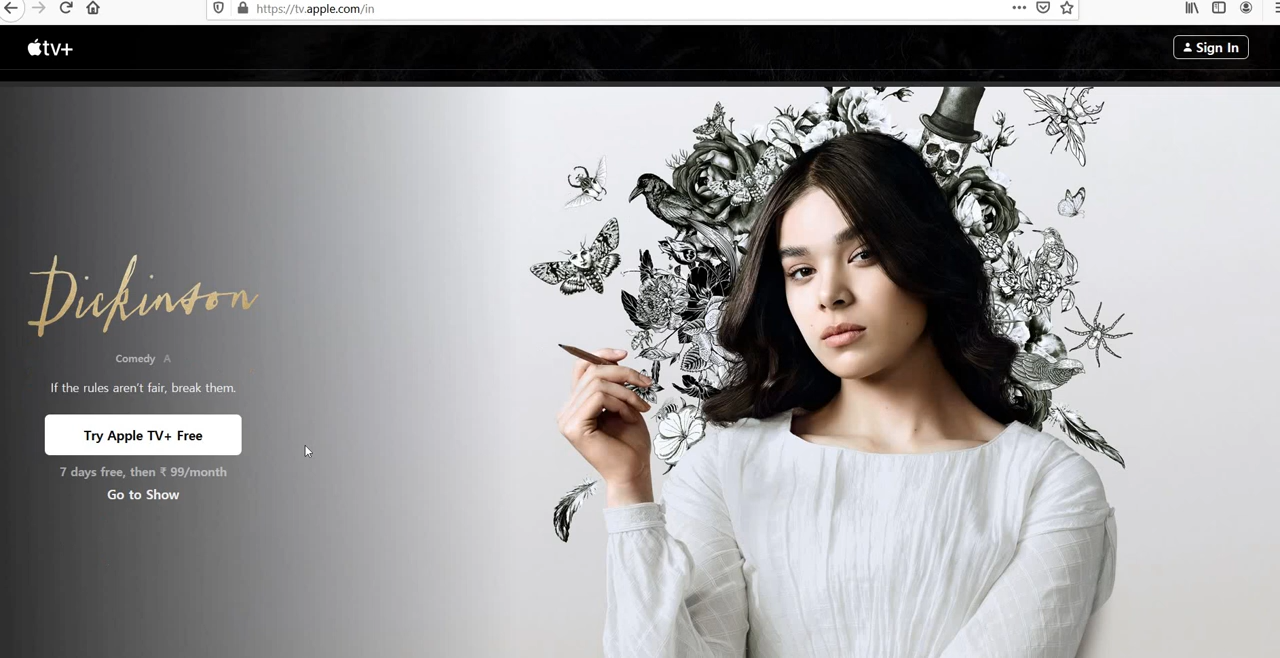 https://tv.apple.com/in
tv+
Sign In
Dickinson
Comedy A
If the rules aren't fair, break them.
Try Apple TV+ Free
7 days free, then ₹ 99/month
Go to Show